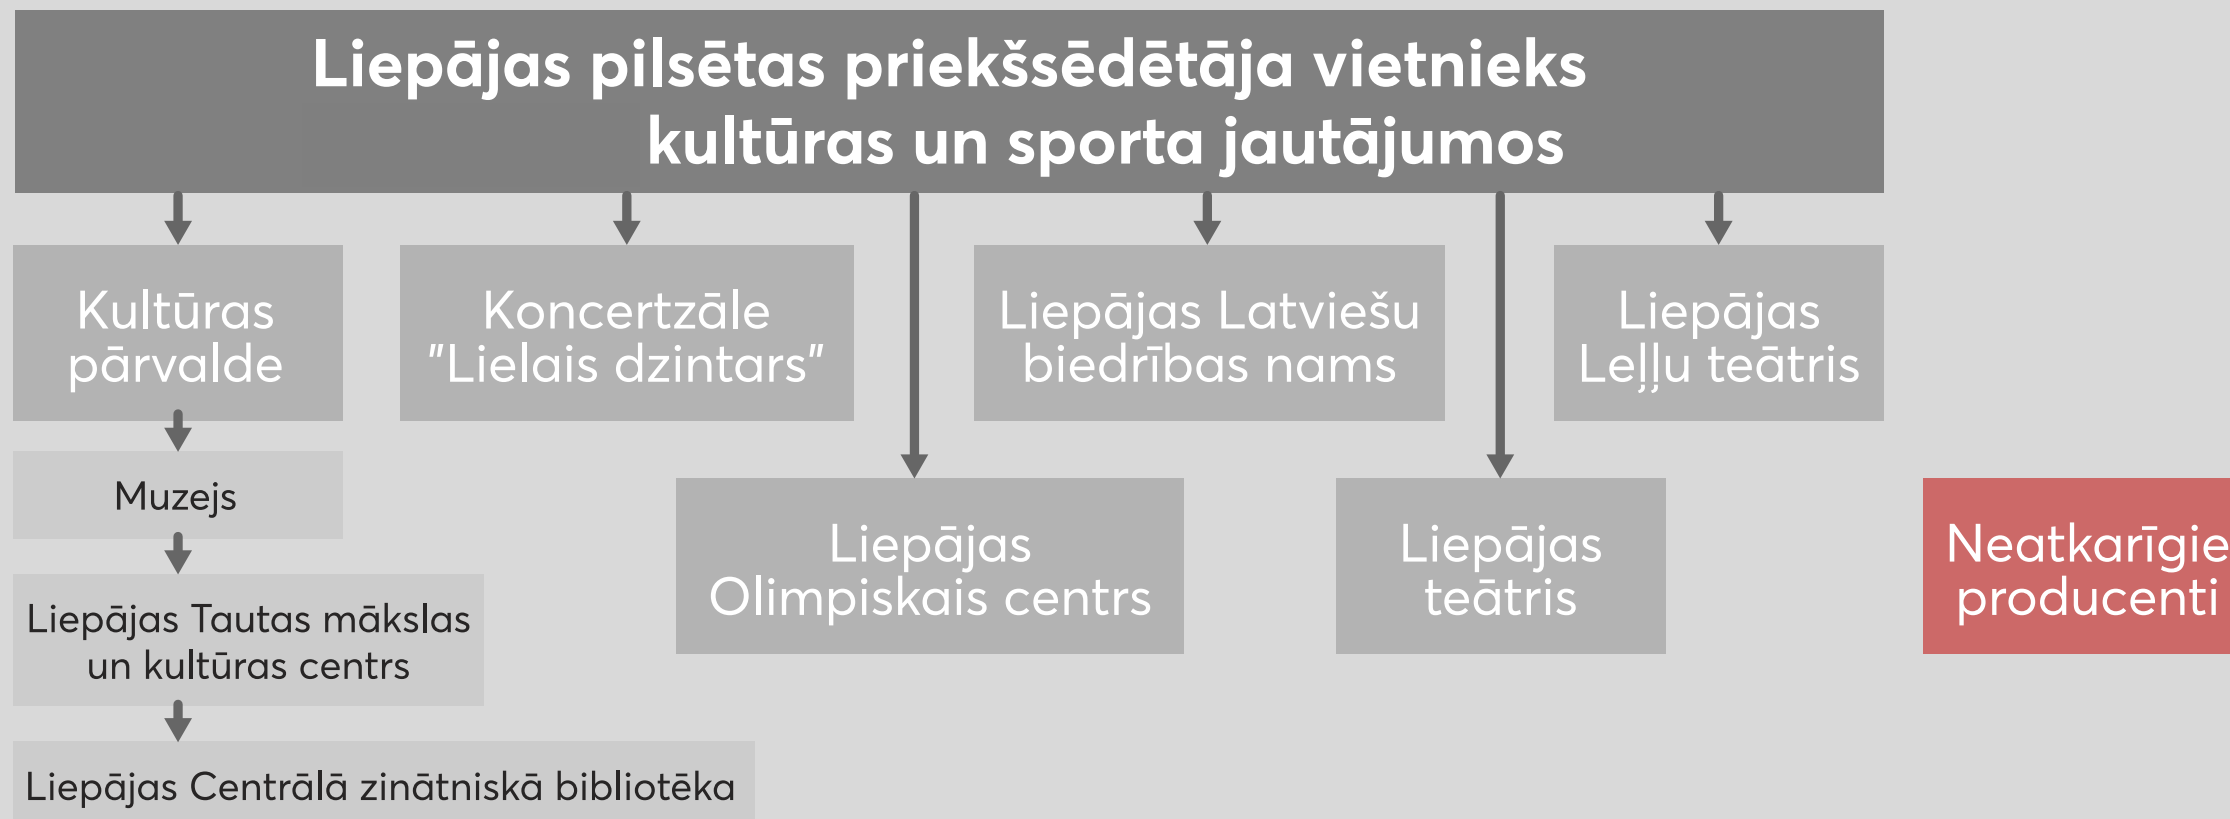 Liepājas pilsētas priekšsēdētāja vietnieks
kultūras un sporta jautājumos
Kultūras
pārvalde
Koncertzāle
"Lielais dzintars"
Liepājas Latviešu
biedrības nams
Liepājas
Leļļu teātris
Muzejs
Liepājas Tautas mākslas
un kultūras centrs
Liepājas Centrālā zinātniskā bibliotēka
Liepājas
Olimpiskais centrs
Liepājas
teātris
Neatkarīgie
producenti